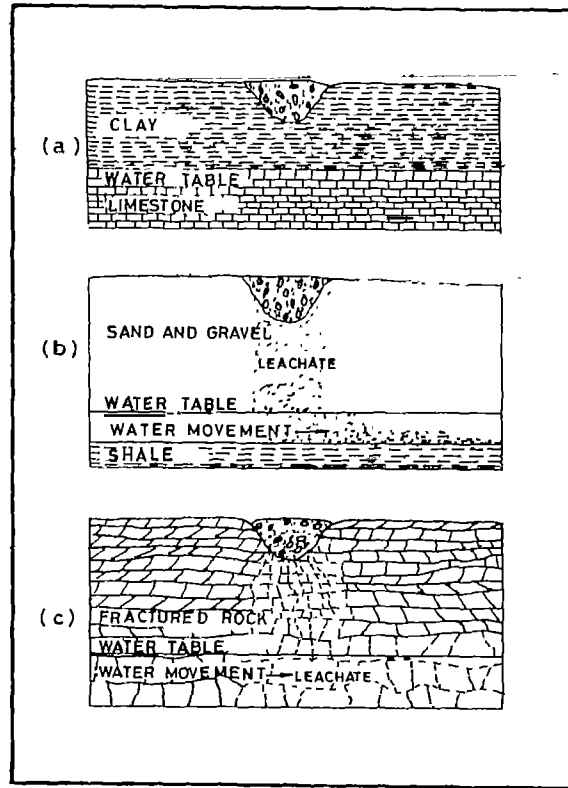 (a)
CLAY
WATER TABLE
LIMESTONE
(b)
SAND AND GRAVEL
LEACHATE
WATER TABLE
WATER MOVEMENT
SHALE
(c)
FRACTURED ROCK
WATER TABLE
WATER MOVEMENT LEACHATE